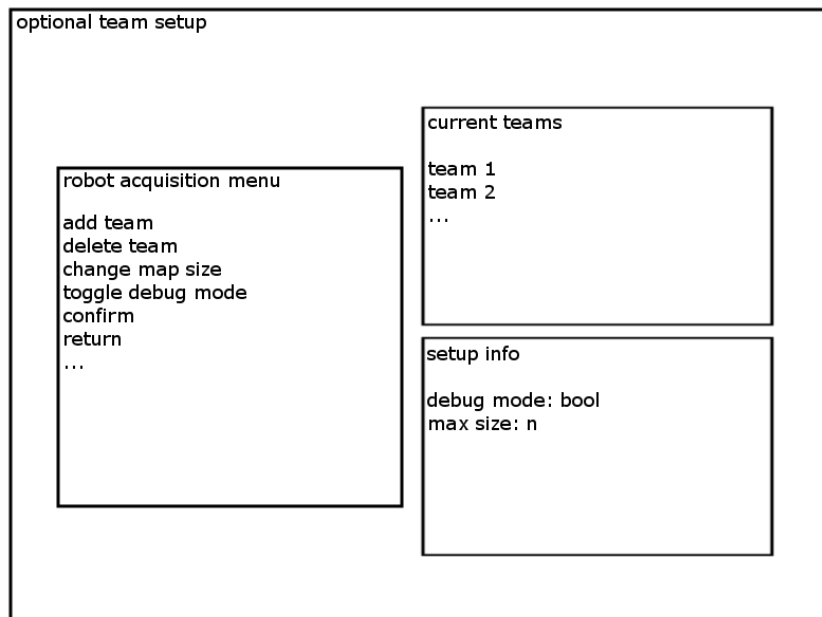 optional team setup
robot acquisition menu
add team
delete team
change map size
toggle debug mode
confirm
return
...
current teams
team 1
team 2
...
setup info
debug mode: bool
max size: n